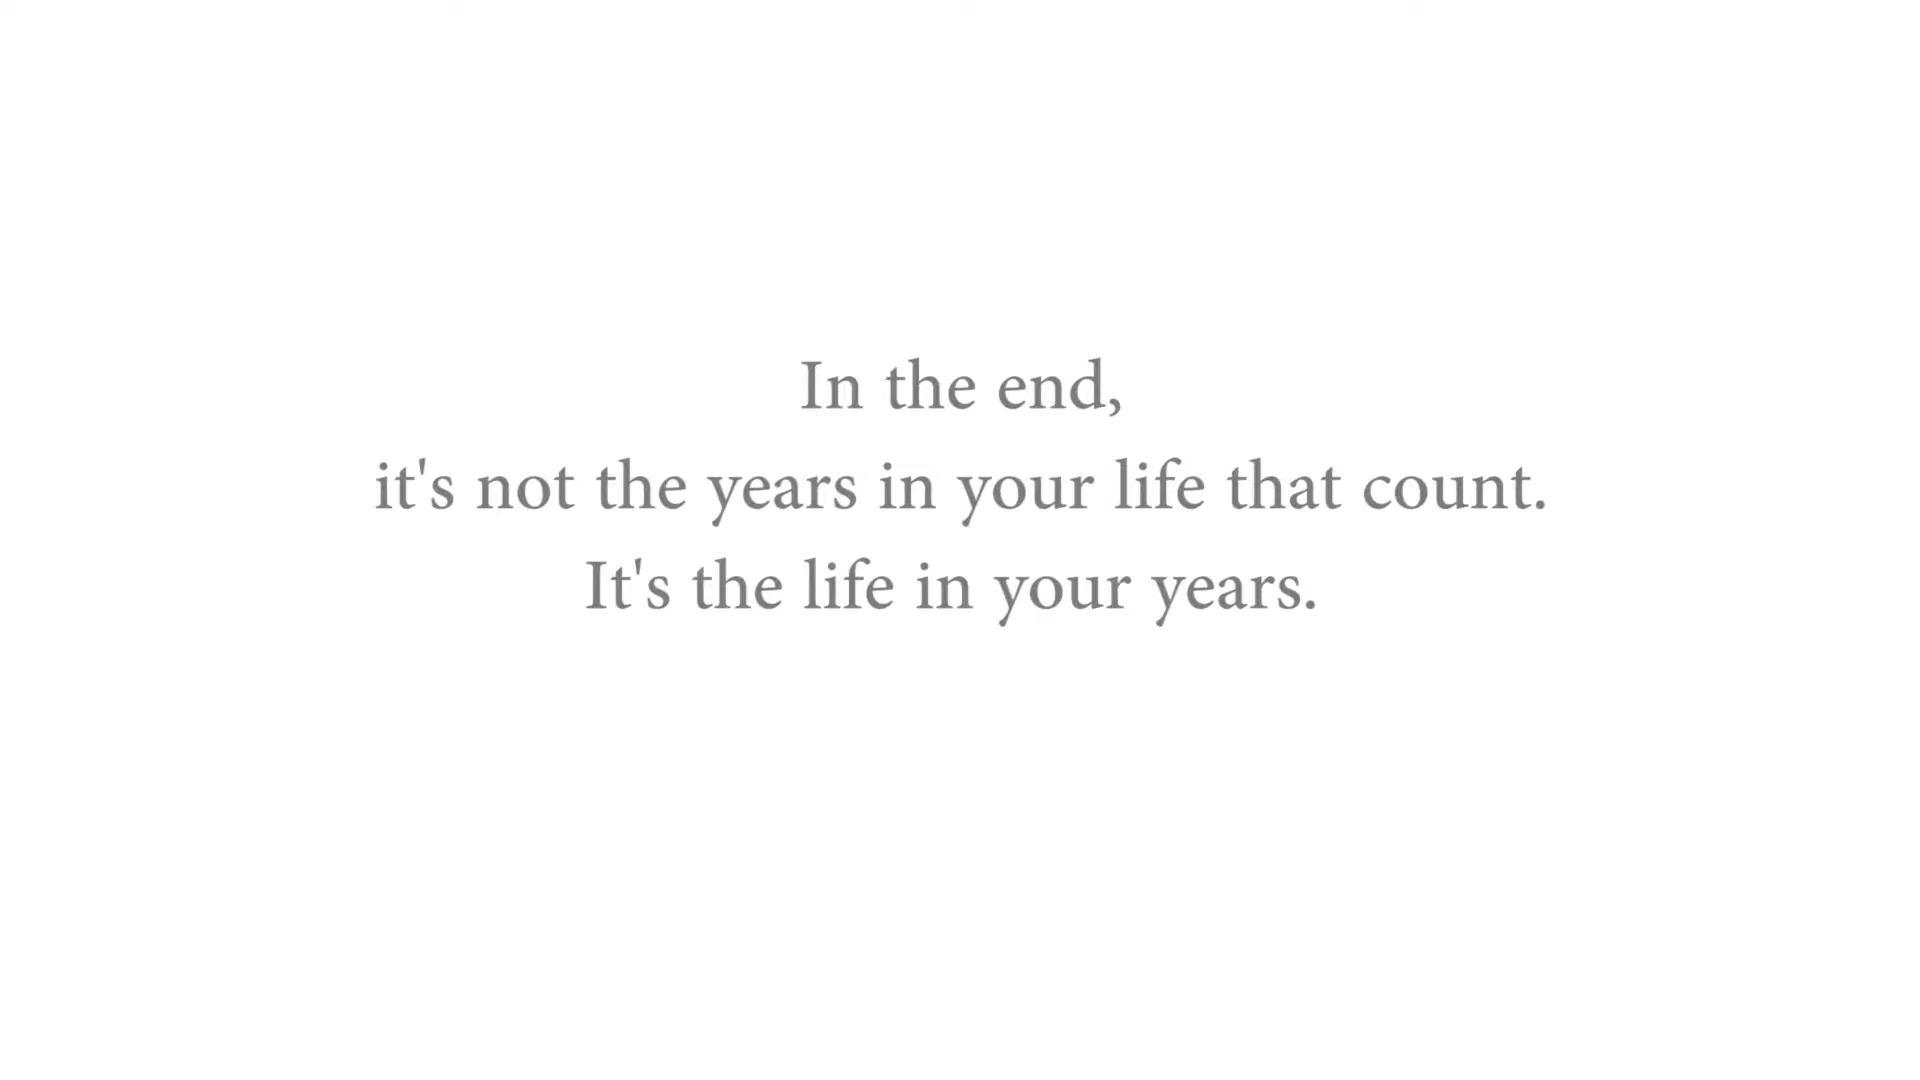 In the end,
it's not the years in your life that count.
It's the life in your years.